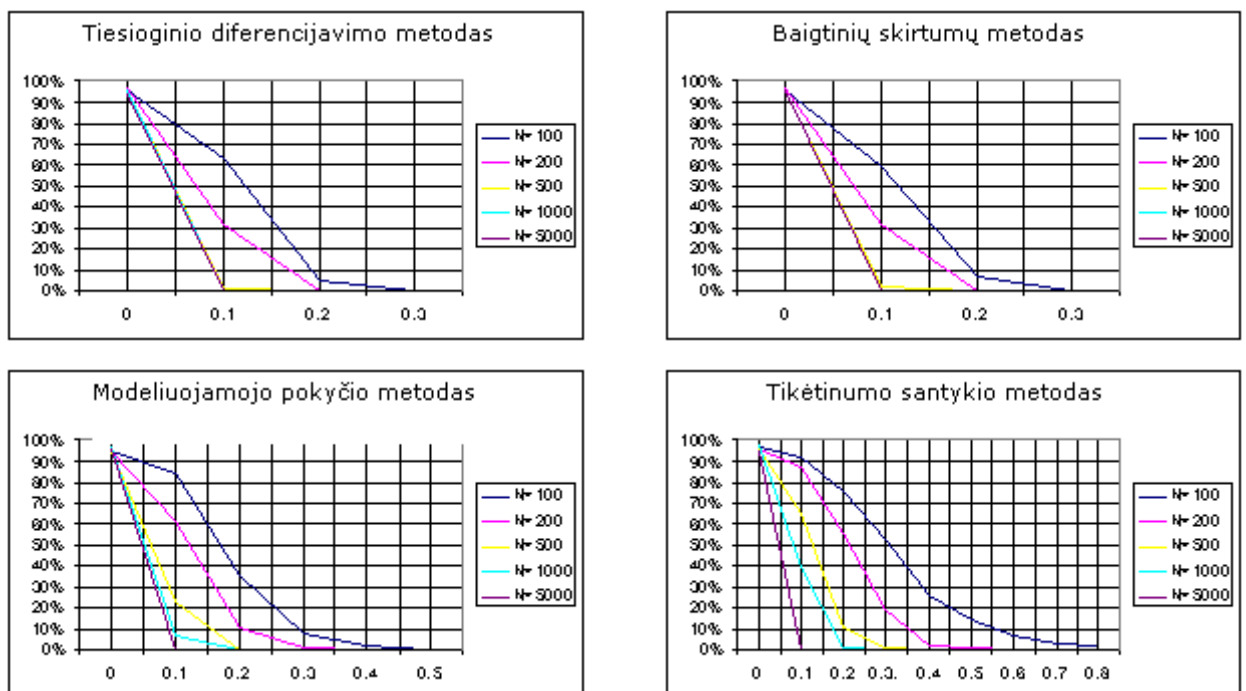 Tiesioginio diferencijavimo metodas
100%
90%
80%
70%
60%
50%
40%
30%
20%
10%
0%
0 0.1 0.2 0.3
N= 100
N= 200
N= 500
N= 1000
N= 5000
Baigtinių skirtumų metodas
100%
90%
80%
70%
60%
50%
40%
30%
20%
10%
0%
0 0.1 0.2 0.3
N= 100
N= 200
N= 500
N= 1000
N= 5000
Modeliuojamojo pokyčio metodas
100%
90%
80%
70%
60%
50%
40%
30%
20%
10%
0%
0 0.1 0.2 0.3 0.4 0.5
N= 100
N= 200
N= 500
N= 1000
N= 5000
Tikėtinumo santykio metodas
100%
90%
80%
70%
60%
50%
40%
30%
20%
10%
0%
0 0.1 0.2 0.3 0.4 0.5 0.6 0.7 0.8
N= 100
N= 200
N= 500
N= 1000
N= 5000